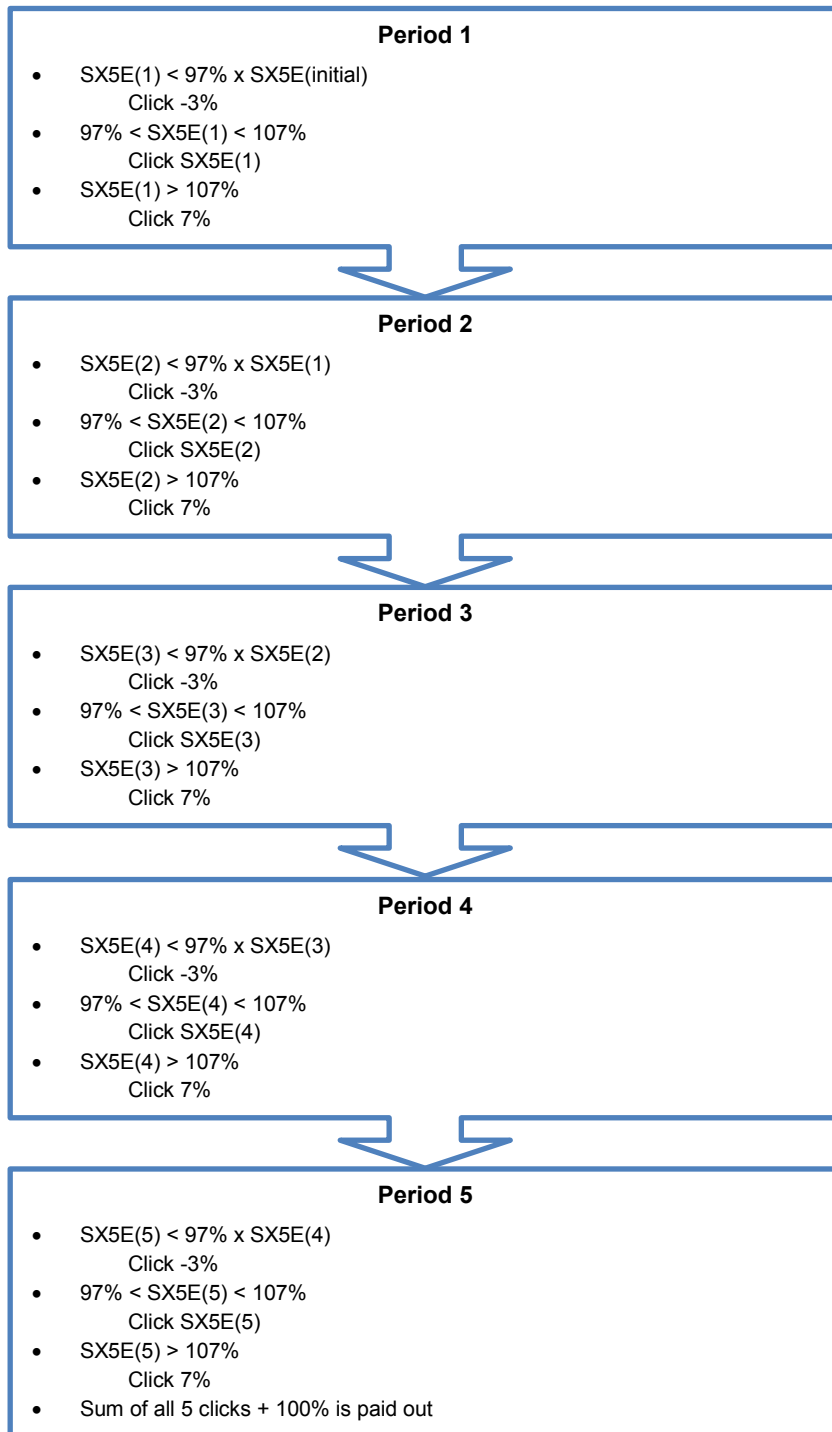 Period 1
• SX5E(1) < 97% x SX5E(initial)
Click -3%
• 97% < SX5E(1) < 107%
Click SX5E(1)
• SX5E(1) > 107%
Click 7%
Period 2
• SX5E(2) < 97% x SX5E(1)
Click -3%
• 97% < SX5E(2) < 107%
Click SX5E(2)
• SX5E(2) > 107%
Click 7%
Period 3
• SX5E(3) < 97% x SX5E(2)
Click -3%
• 97% < SX5E(3) < 107%
Click SX5E(3)
• SX5E(3) > 107%
Click 7%
Period 4
• SX5E(4) < 97% x SX5E(3)
Click -3%
• 97% < SX5E(4) < 107%
Click SX5E(4)
• SX5E(4) > 107%
Click 7%
Period 5
• SX5E(5) < 97% x SX5E(4)
Click -3%
• 97% < SX5E(5) < 107%
Click SX5E(5)
• SX5E(5) > 107%
Click 7%
• Sum of all 5 clicks + 100% is paid out